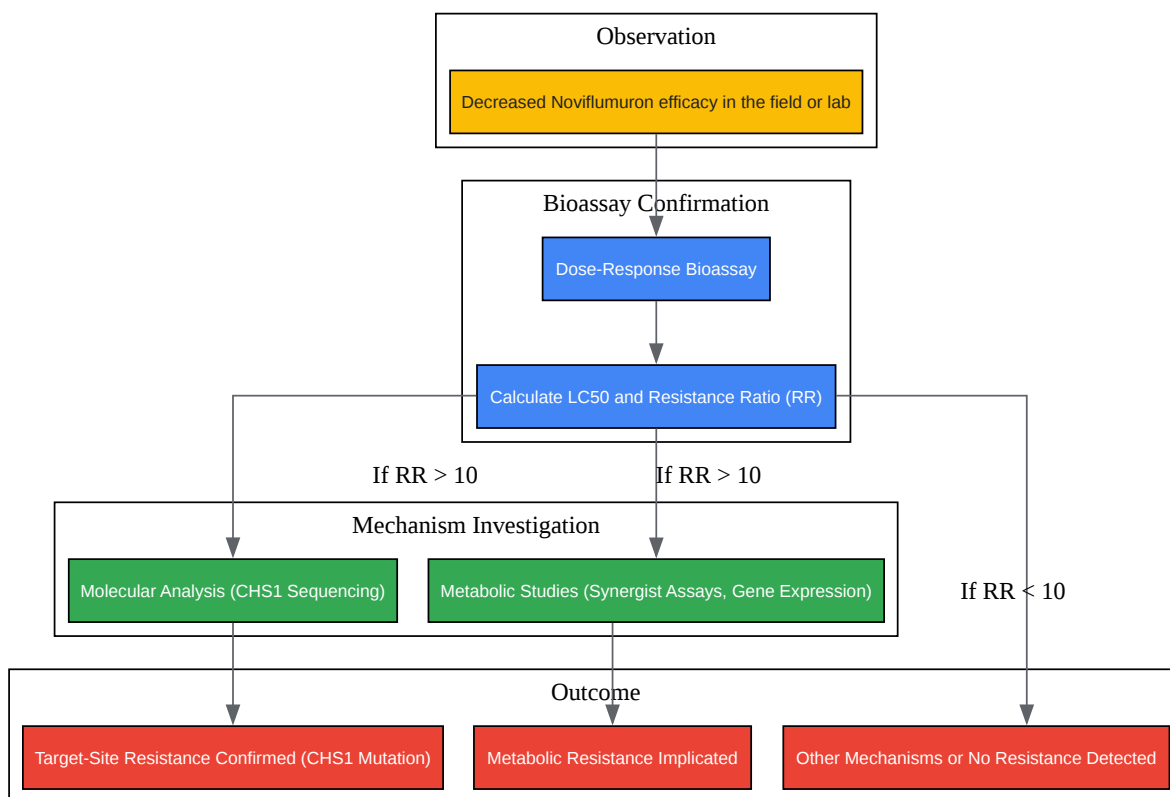 Observation
Decreased Noviflumuron efficacy in the field or lab
Bioassay Confirmation
Dose-Response Bioassay
Calculate LC50 and Resistance Ratio (RR)
If RR > 10
If RR > 10
Mechanism Investigation
Molecular Analysis (CHS1 Sequencing)
Metabolic Studies (Synergist Assays, Gene Expression)
If RR < 10
Outcome
Target-Site Resistance Confirmed (CHS1 Mutation)
Metabolic Resistance Implicated
Other Mechanisms or No Resistance Detected